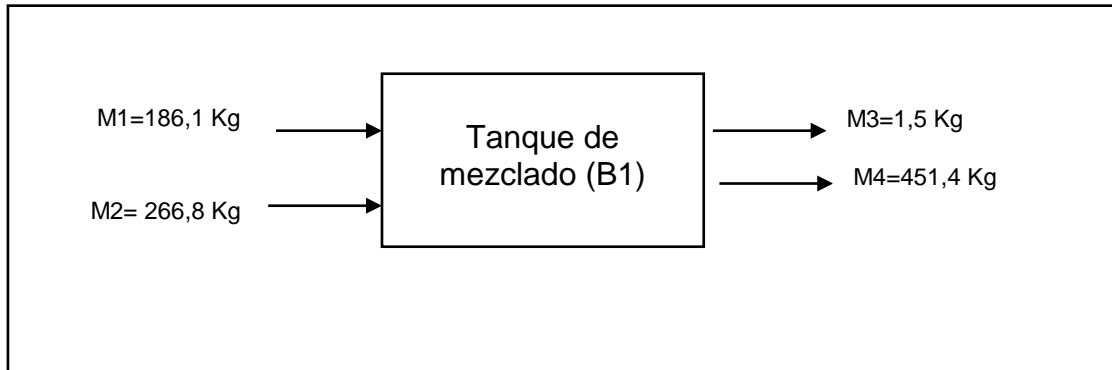 M1=186,1 Kg
M2= 266,8 Kg
Tanque de
mezclado (B1)
M3=1,5 Kg
M4=451,4 Kg